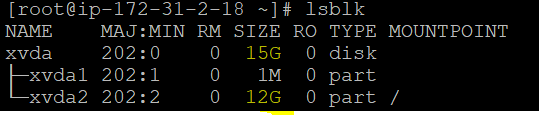 [root@ip-172-31-2-18 ~]# lsblk
NAME    MAJ:MIN RM SIZE RO TYPE MOUNTPOINT
xvda    202:0    0  15G  0 disk
├─xvda1 202:1    0   1M  0 part
└─xvda2 202:2    0  12G  0 part /